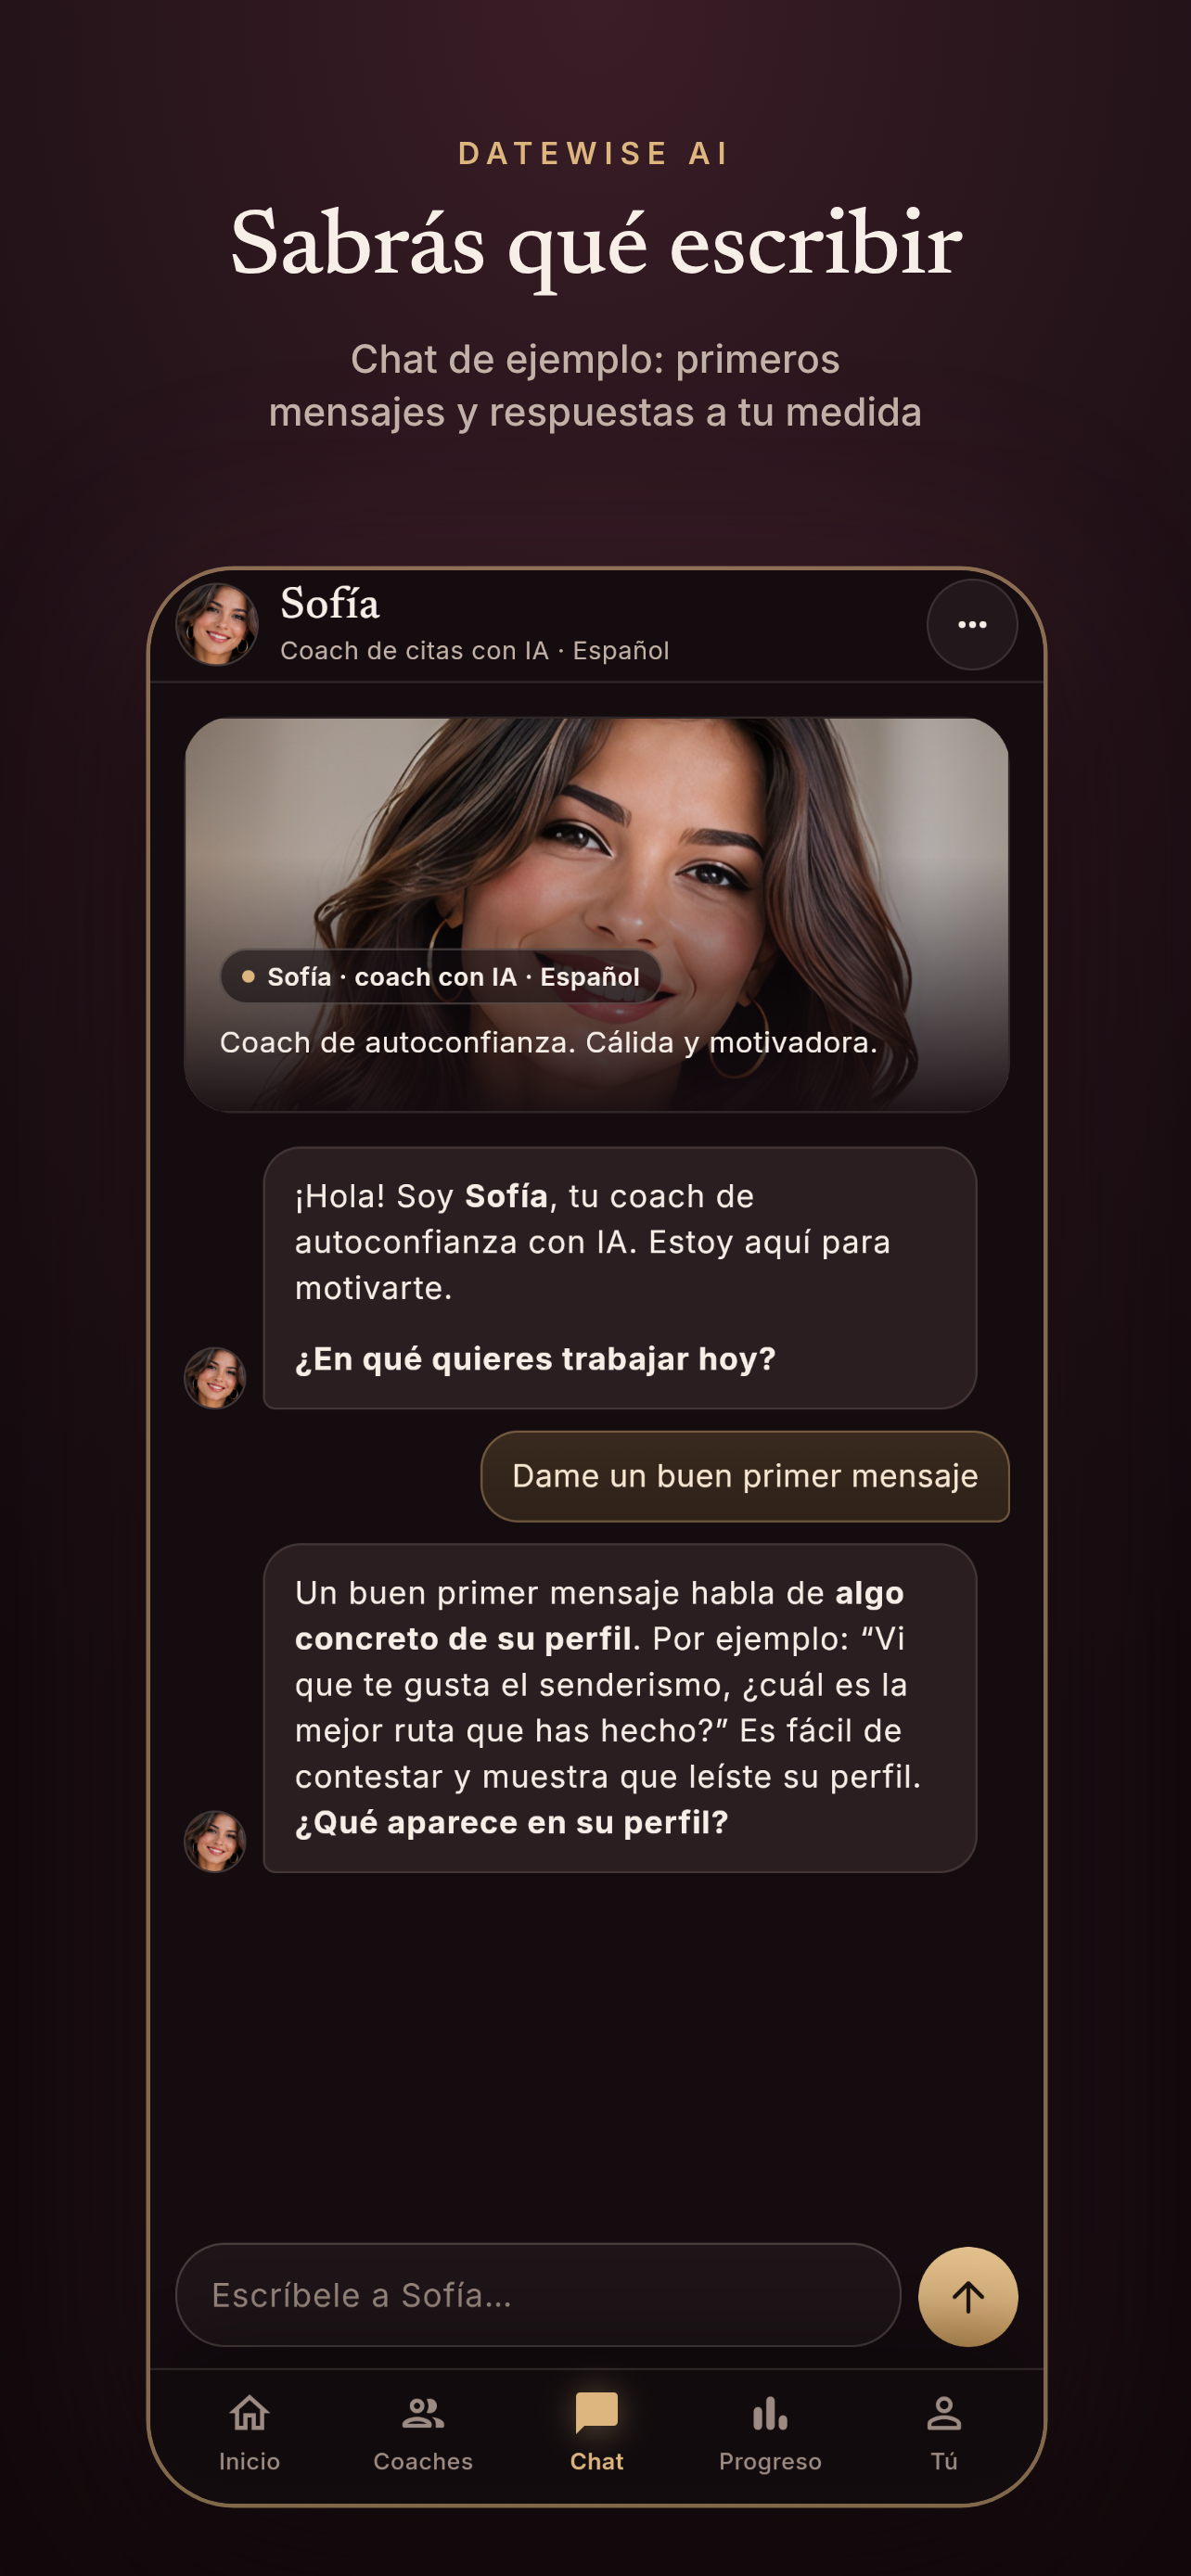 DATEWISE AI
Sabrás qué escribir
Chat de ejemplo: primeros
mensajes y respuestas a tu medida
Sofía
Coach de citas con IA · Español
Sofía · coach con IA · Español
Coach de autoconfianza. Cálida y motivadora.
¡Hola! Soy Sofía, tu coach de
autoconfianza con IA. Estoy aquí para
motivarte.
¿En qué quieres trabajar hoy?
Dame un buen primer mensaje
Un buen primer mensaje habla de algo
concreto de su perfil. Por ejemplo: “Vi
que te gusta el senderismo, ¿cuál es la
mejor ruta que has hecho?” Es fácil de
contestar y muestra que leíste su perfil.
¿Qué aparece en su perfil?
Escríbele a Sofía...
Inicio
Coaches
Chat
Progreso
Tú